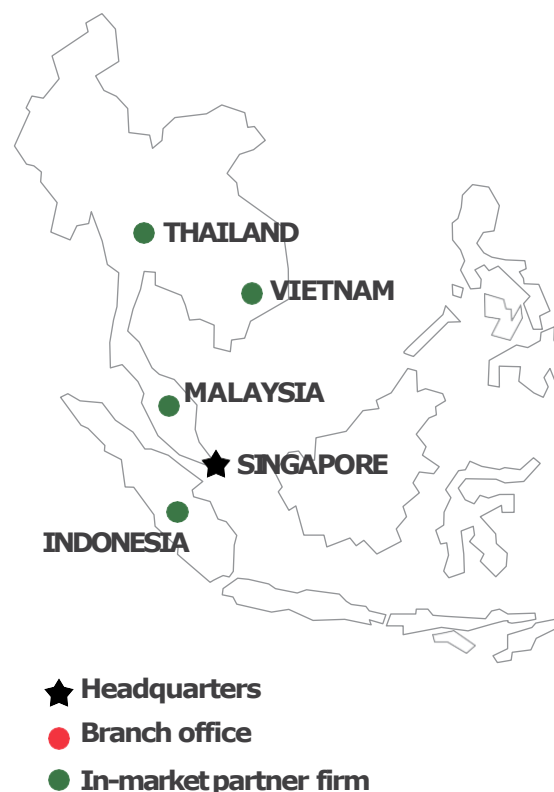 THAILAND
VIETNAM
MALAYSIA
SINGAPORE
INDONESIA
Headquarters
Branch office
In-market partner firm